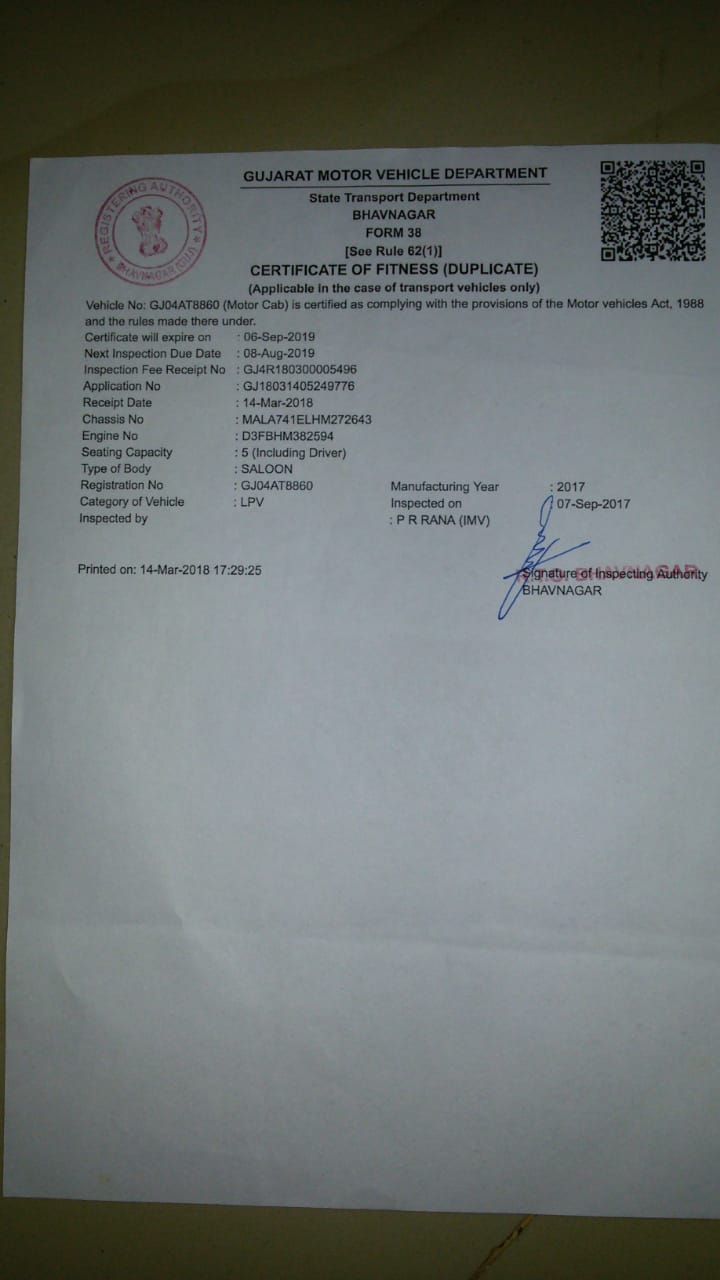 GUJARAT MOTOR VEHICLE DEPARTMENT
State Transport Department
BHAVNAGAR
FORM 38
[See Rule 62(1)]
CERTIFICATE OF FITNESS (DUPLICATE)
(Applicable in the case of transport vehicles only)
REGISTERING AUTHORITY
BHAVNAGAR (GUJ)
Vehicle No: GJ04AT8860 (Motor Cab) is certified as complying with the provisions of the Motor vehicles Act, 1988
and the rules made there under.
Certificate will expire on : 06-Sep-2019
Next Inspection Due Date : 08-Aug-2019
Inspection Fee Receipt No : GJ4R180300005496
Application No : GJ18031405249776
Receipt Date : 14-Mar-2018
Chassis No : MALA741ELHM272643
Engine No : D3FBHM382594
Seating Capacity : 5 (Including Driver)
Type of Body : SALOON
Registration No : GJ04AT8860 Manufacturing Year : 2017
Category of Vehicle : LPV Inspected on : 07-Sep-2017
Inspected by : P R RANA (IMV)
Printed on: 14-Mar-2018 17:29:25
Signature of Inspecting Authority
BHAVNAGAR
BHAVNAGAR